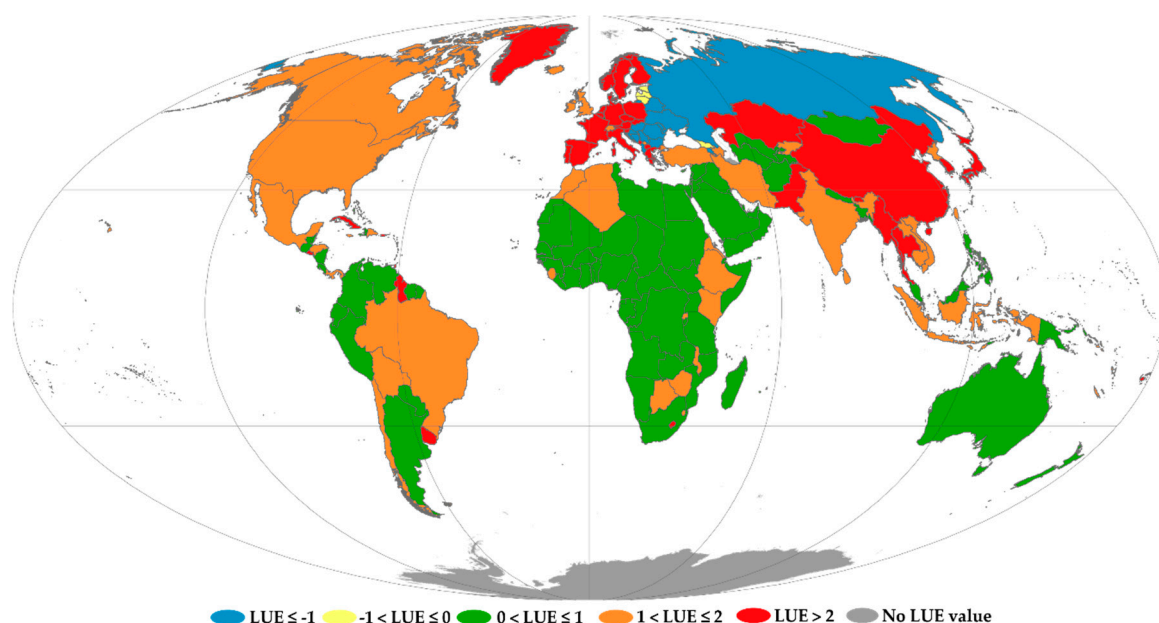 LUE ≤ -1 -1 < LUE ≤ 0 0 < LUE ≤ 1 1 < LUE ≤ 2 LUE > 2 No LUE value